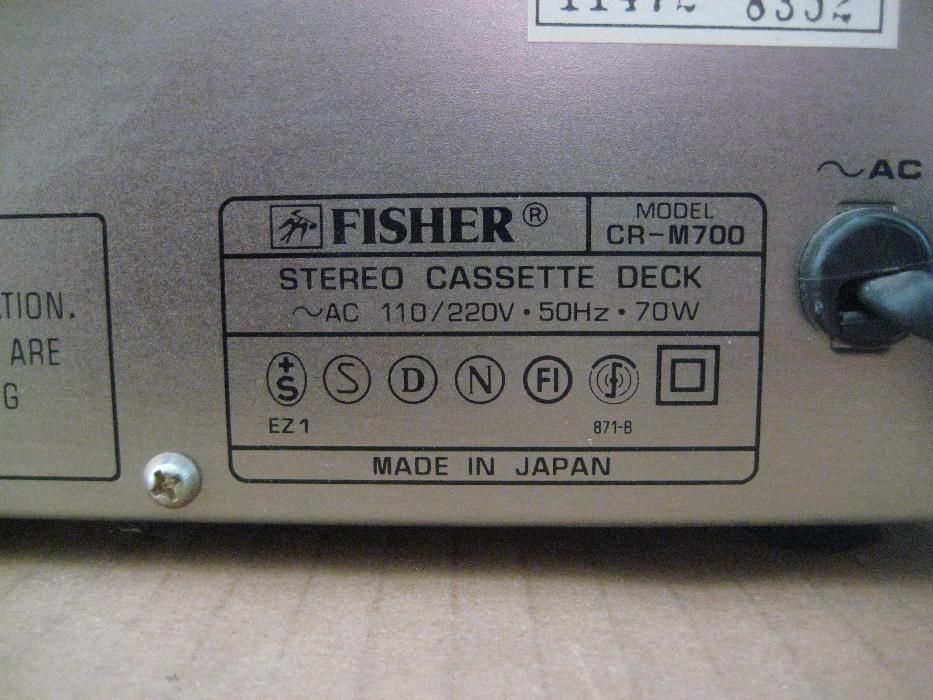 ~AC
FISHER®
MODEL
CR-M700
STEREO CASSETTE DECK
~AC 110/220V · 50Hz · 70W
+S S D N FI
EZ1 871-B
MADE IN JAPAN
ARE